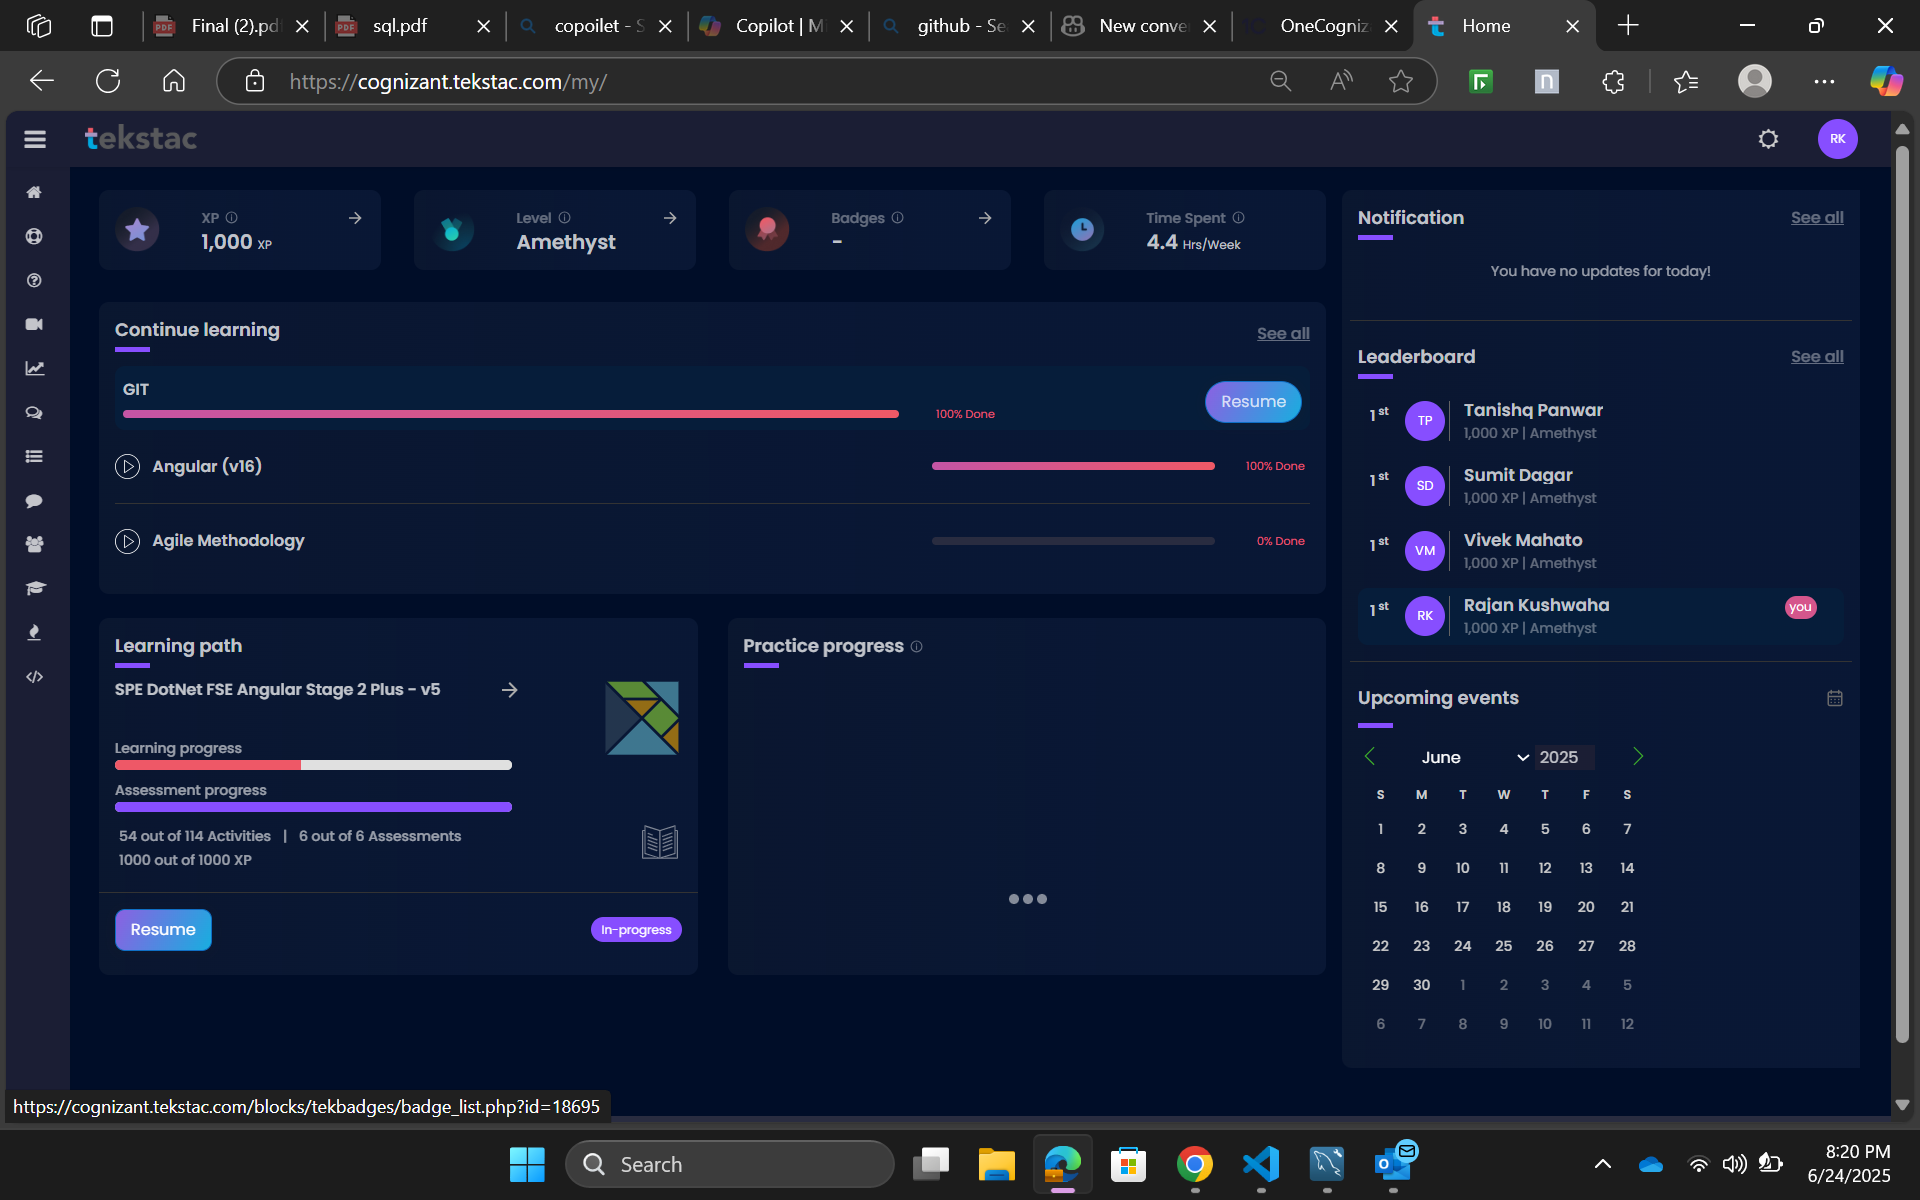 Final (2).pd
sql.pdf
copoilet - S
Copilot | M
github - Se
New conve
OneCogniz
Home
https://cognizant.tekstac.com/my/
tekstac
RK
XP
1,000 XP
Level
Amethyst
Badges
-
Time Spent
4.4 Hrs/Week
Continue learning
See all
GIT
100% Done
Resume
Angular (v16)
100% Done
Agile Methodology
0% Done
Learning path
SPE DotNet FSE Angular Stage 2 Plus - v5
Learning progress
Assessment progress
54 out of 114 Activities | 6 out of 6 Assessments
1000 out of 1000 XP
Resume
In-progress
Practice progress
Notification
See all
You have no updates for today!
Leaderboard
See all
1 st
TP
Tanishq Panwar
1,000 XP | Amethyst
1 st
SD
Sumit Dagar
1,000 XP | Amethyst
1 st
VM
Vivek Mahato
1,000 XP | Amethyst
1 st
RK
Rajan Kushwaha
you
1,000 XP | Amethyst
Upcoming events
June 2025
S M T W T F S
1 2 3 4 5 6 7
8 9 10 11 12 13 14
15 16 17 18 19 20 21
22 23 24 25 26 27 28
29 30 1 2 3 4 5
6 7 8 9 10 11 12
https://cognizant.tekstac.com/blocks/tekbadges/badge_list.php?id=18695
Search
8:20 PM
6/24/2025